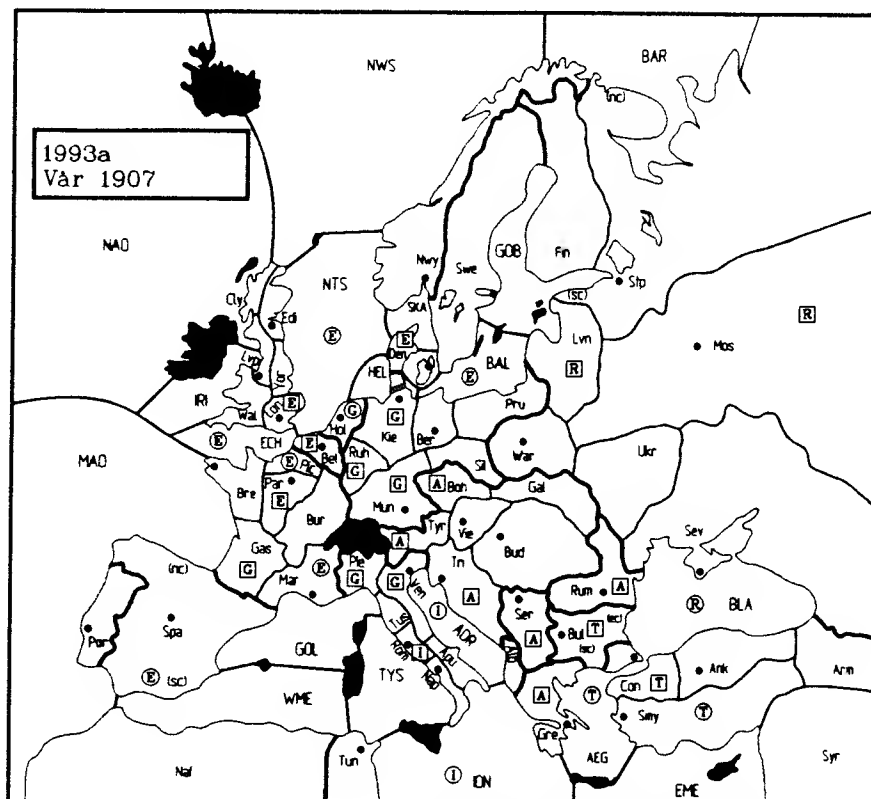 NWS
BAR
(nc)
1993a
Vår 1907
NAO
NTS
Nwy
Swe
GOB
Fin
Stp
(sc)
SKA
R
Cly
Edi
E
E
Den
Lvn
Mos
HEL
BAL
R
Lvp
Yor
E
IRI
Wal
Lon
E
G
Hol
G
Kie
Ber
Pru
War
Ukr
MAO
E
ECH
E
Bel
Ruh
G
Sil
E
Pic
G
A
Boh
Gal
Par
E
Mun
Bre
Bur
Tyr
Vie
Sev
A
Bud
Gas
G
Mar
E
Pie
G
G
Ven
Tri
A
Rum
A
R
BLA
(nc)
I
ADR
Ser
A
Bul
T
(ec)
(sc)
Por
Spa
GOL
Tus
Rom
I
Apu
Nap
Alb
Ank
Arm
E
(sc)
WME
TYS
A
T
Con
T
Smy
T
Gre
Naf
Tun
I
ION
AEG
EME
Syr